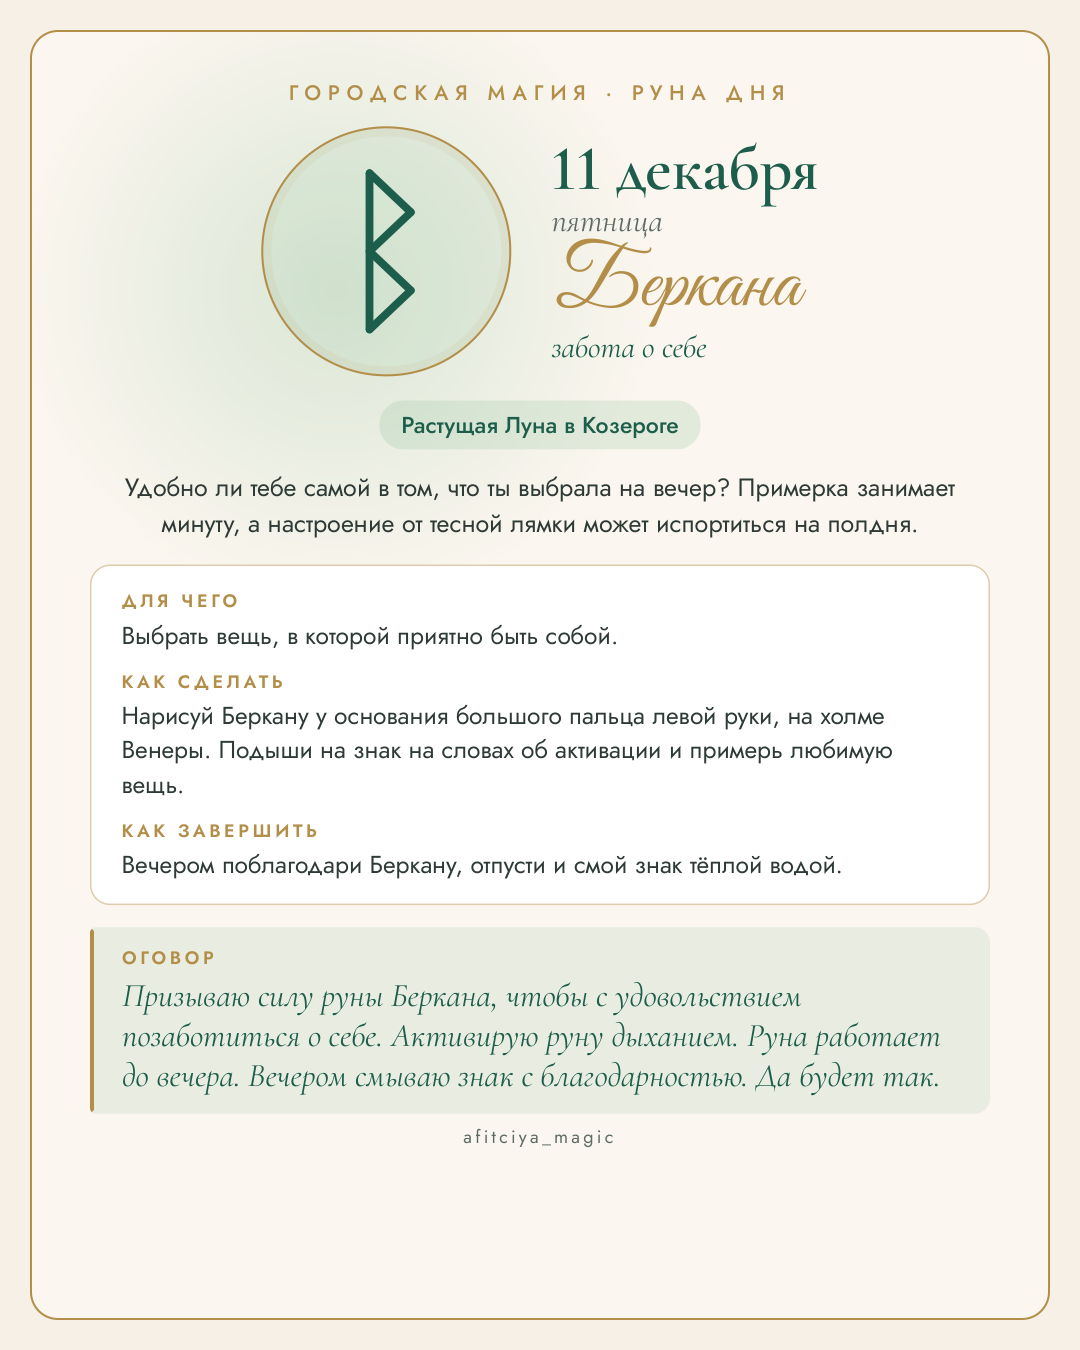 ГОРОДСКАЯ МАГИЯ · РУНА ДНЯ
11 декабря
пятница
Беркана
забота о себе
Растущая Луна в Козероге
Удобно ли тебе самой в том, что ты выбрала на вечер? Примерка занимает
минуту, а настроение от тесной лямки может испортиться на полдня.
ДЛЯ ЧЕГО
Выбрать вещь, в которой приятно быть собой.
КАК СДЕЛАТЬ
Нарисуй Беркану у основания большого пальца левой руки, на холме
Венеры. Подыши на знак на словах об активации и примерь любимую
вещь.
КАК ЗАВЕРШИТЬ
Вечером поблагодари Беркану, отпусти и смой знак тёплой водой.
ОГОВОР
Призываю силу руны Беркана, чтобы с удовольствием
позаботиться о себе. Активирую руну дыханием. Руна работает
до вечера. Вечером смываю знак с благодарностью. Да будет так.
afitciya_magic